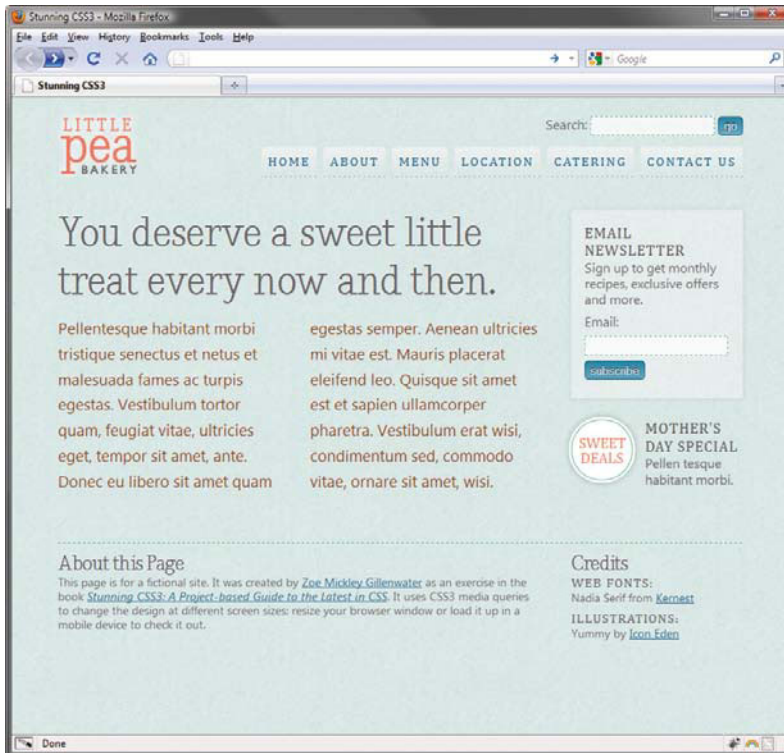 Stunning CSS3 - Mozilla Firefox
File Edit View History Bookmarks Tools Help
Google
Stunning CSS3
LITTLE
pea
BAKERY
Search: go
HOME ABOUT MENU LOCATION CATERING CONTACT US
You deserve a sweet little
treat every now and then.
Pellentesque habitant morbi
tristique senectus et netus et
malesuada fames ac turpis
egestas. Vestibulum tortor
quam, feugiat vitae, ultricies
eget, tempor sit amet, ante.
Donec eu libero sit amet quam
egestas semper. Aenean ultricies
mi vitae est. Mauris placerat
eleifend leo. Quisque sit amet
est et sapien ullamcorper
pharetra. Vestibulum erat wisi,
condimentum sed, commodo
vitae, ornare sit amet, wisi.
EMAIL
NEWSLETTER
Sign up to get monthly
recipes, exclusive offers
and more.
Email:
subscribe
SWEET
DEALS
MOTHER'S
DAY SPECIAL
Pellen tesque
habitant morbi.
About this Page
This page is for a fictional site. It was created by Zoe Mickley Gillenwater as an exercise in the
book Stunning CSS3: A Project-based Guide to the Latest in CSS. It uses CSS3 media queries
to change the design at different screen sizes: resize your browser window or load it up in a
mobile device to check it out.
Credits
WEB FONTS:
Nadia Serif from Kernest
ILLUSTRATIONS:
Yummy by Icon Eden
Done